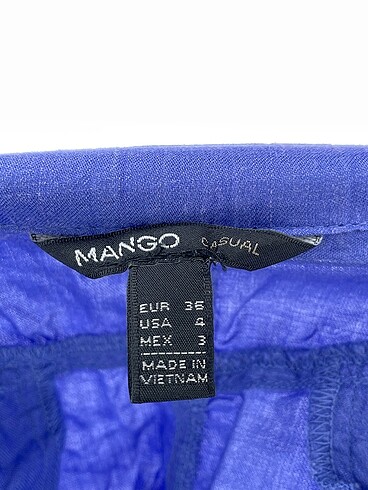 MANGO CASUAL
EUR 36
USA 4
MEX 3
MADE IN
VIETNAM